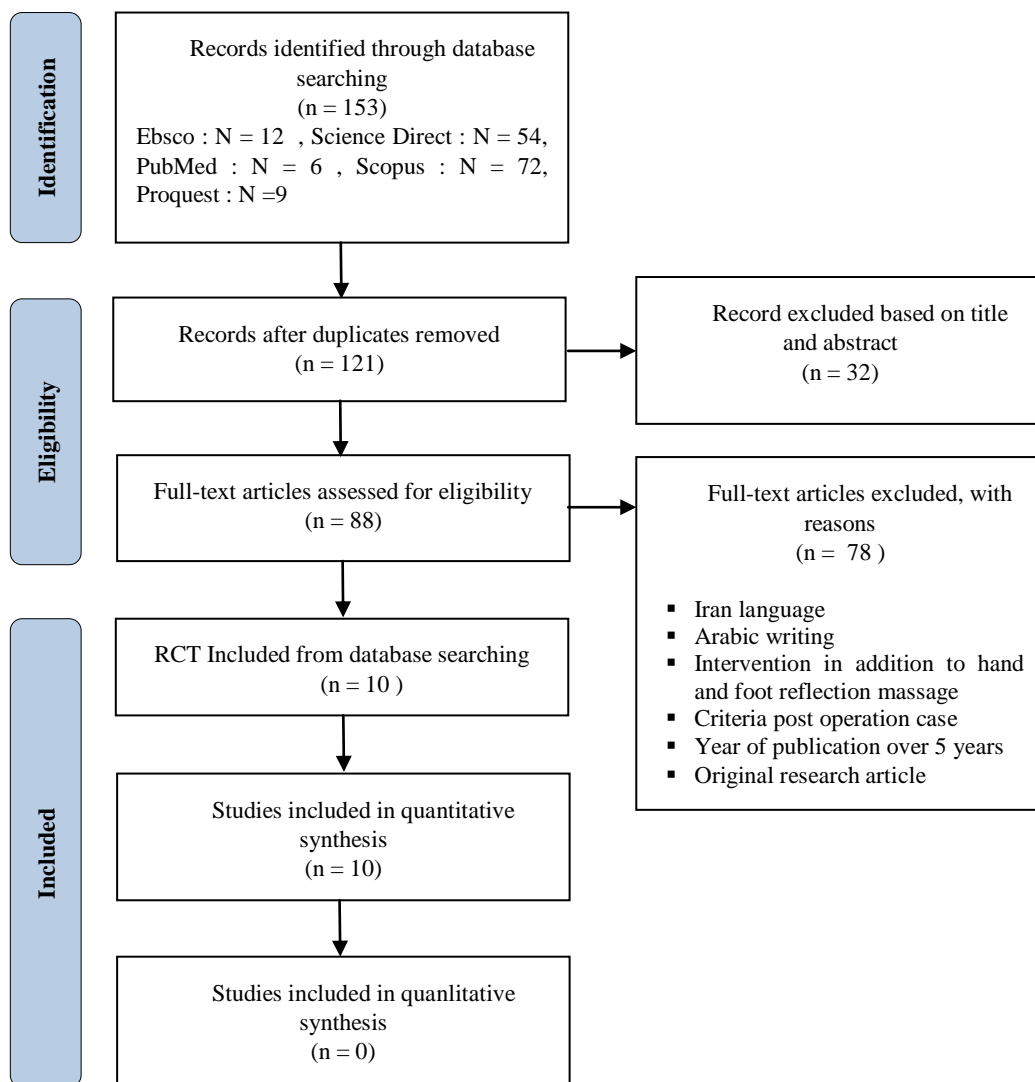 Identification
Records identified through database
searching
(n = 153)
Ebsco : N = 12 , Science Direct : N = 54,
PubMed : N = 6 , Scopus : N = 72,
Proquest : N =9
Eligibility
Records after duplicates removed
(n = 121)
Record excluded based on title
and abstract
(n = 32)
Full-text articles assessed for eligibility
(n = 88)
Full-text articles excluded, with
reasons
(n = 78 )
▪ Iran language
▪ Arabic writing
▪ Intervention in addition to hand
and foot reflection massage
▪ Criteria post operation case
▪ Year of publication over 5 years
▪ Original research article
Included
RCT Included from database searching
(n = 10 )
Studies included in quantitative
synthesis
(n = 10)
Studies included in quanlitative
synthesis
(n = 0)